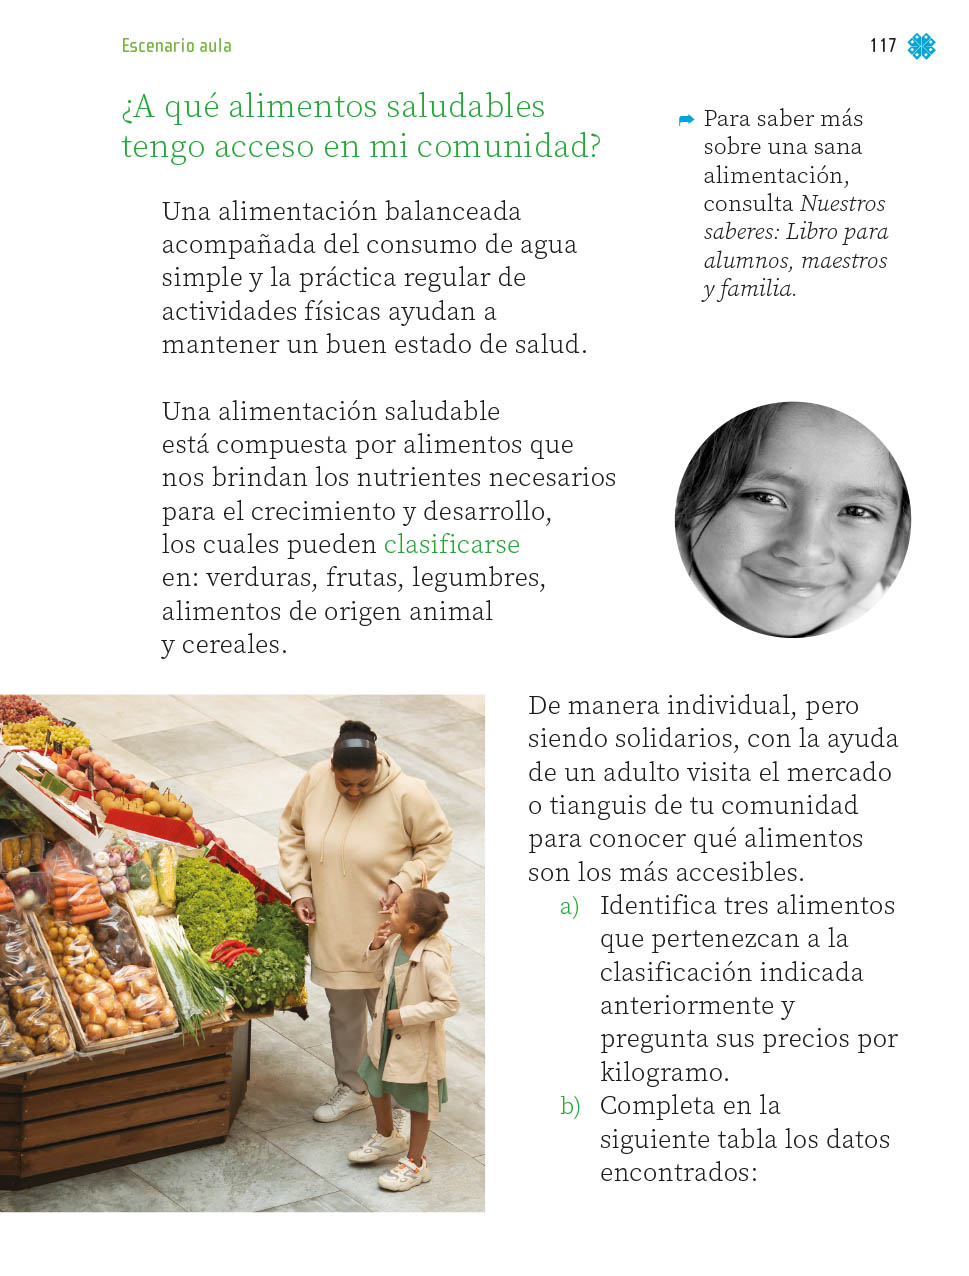 Escenario aula
117
¿A qué alimentos saludables
tengo acceso en mi comunidad?
Una alimentación balanceada
acompañada del consumo de agua
simple y la práctica regular de
actividades físicas ayudan a
mantener un buen estado de salud.
Una alimentación saludable
está compuesta por alimentos que
nos brindan los nutrientes necesarios
para el crecimiento y desarrollo,
los cuales pueden clasificarse
en: verduras, frutas, legumbres,
alimentos de origen animal
y cereales.
Para saber más
sobre una sana
alimentación,
consulta Nuestros
saberes: Libro para
alumnos, maestros
y familia.
De manera individual, pero
siendo solidarios, con la ayuda
de un adulto visita el mercado
o tianguis de tu comunidad
para conocer qué alimentos
son los más accesibles.
a) Identifica tres alimentos
que pertenezcan a la
clasificación indicada
anteriormente y
pregunta sus precios por
kilogramo.
b) Completa en la
siguiente tabla los datos
encontrados: